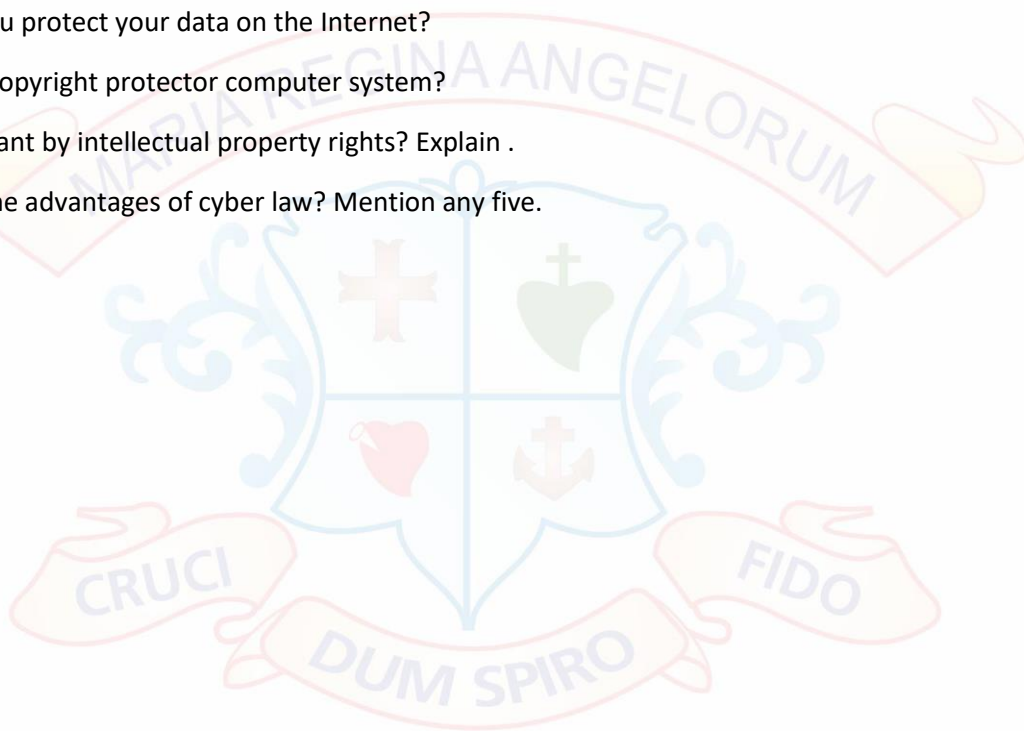 u protect your data on the Internet?
opyright protector computer system?
ant by intellectual property rights? Explain .
ne advantages of cyber law? Mention any five.
MARIA REGINA ANGELORUM
CRUCI
FIDO
DUM SPIRO